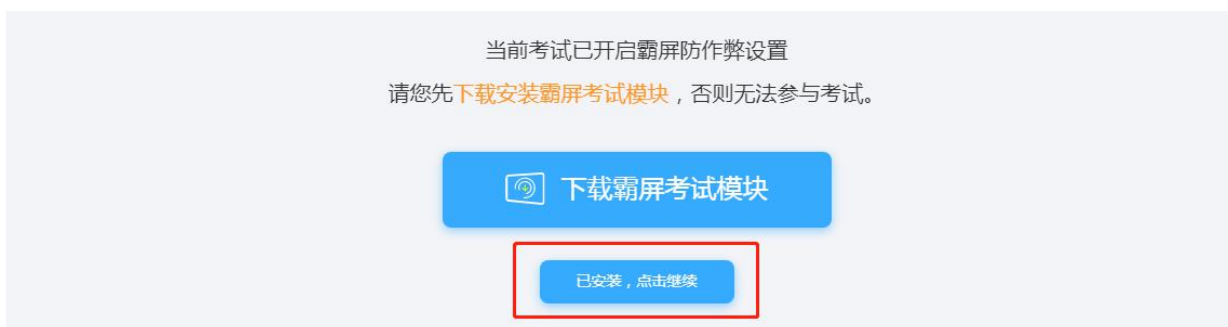 当前考试已开启霸屏防作弊设置
请您先下载安装霸屏考试模块，否则无法参与考试。
下载霸屏考试模块
已安装，点击继续